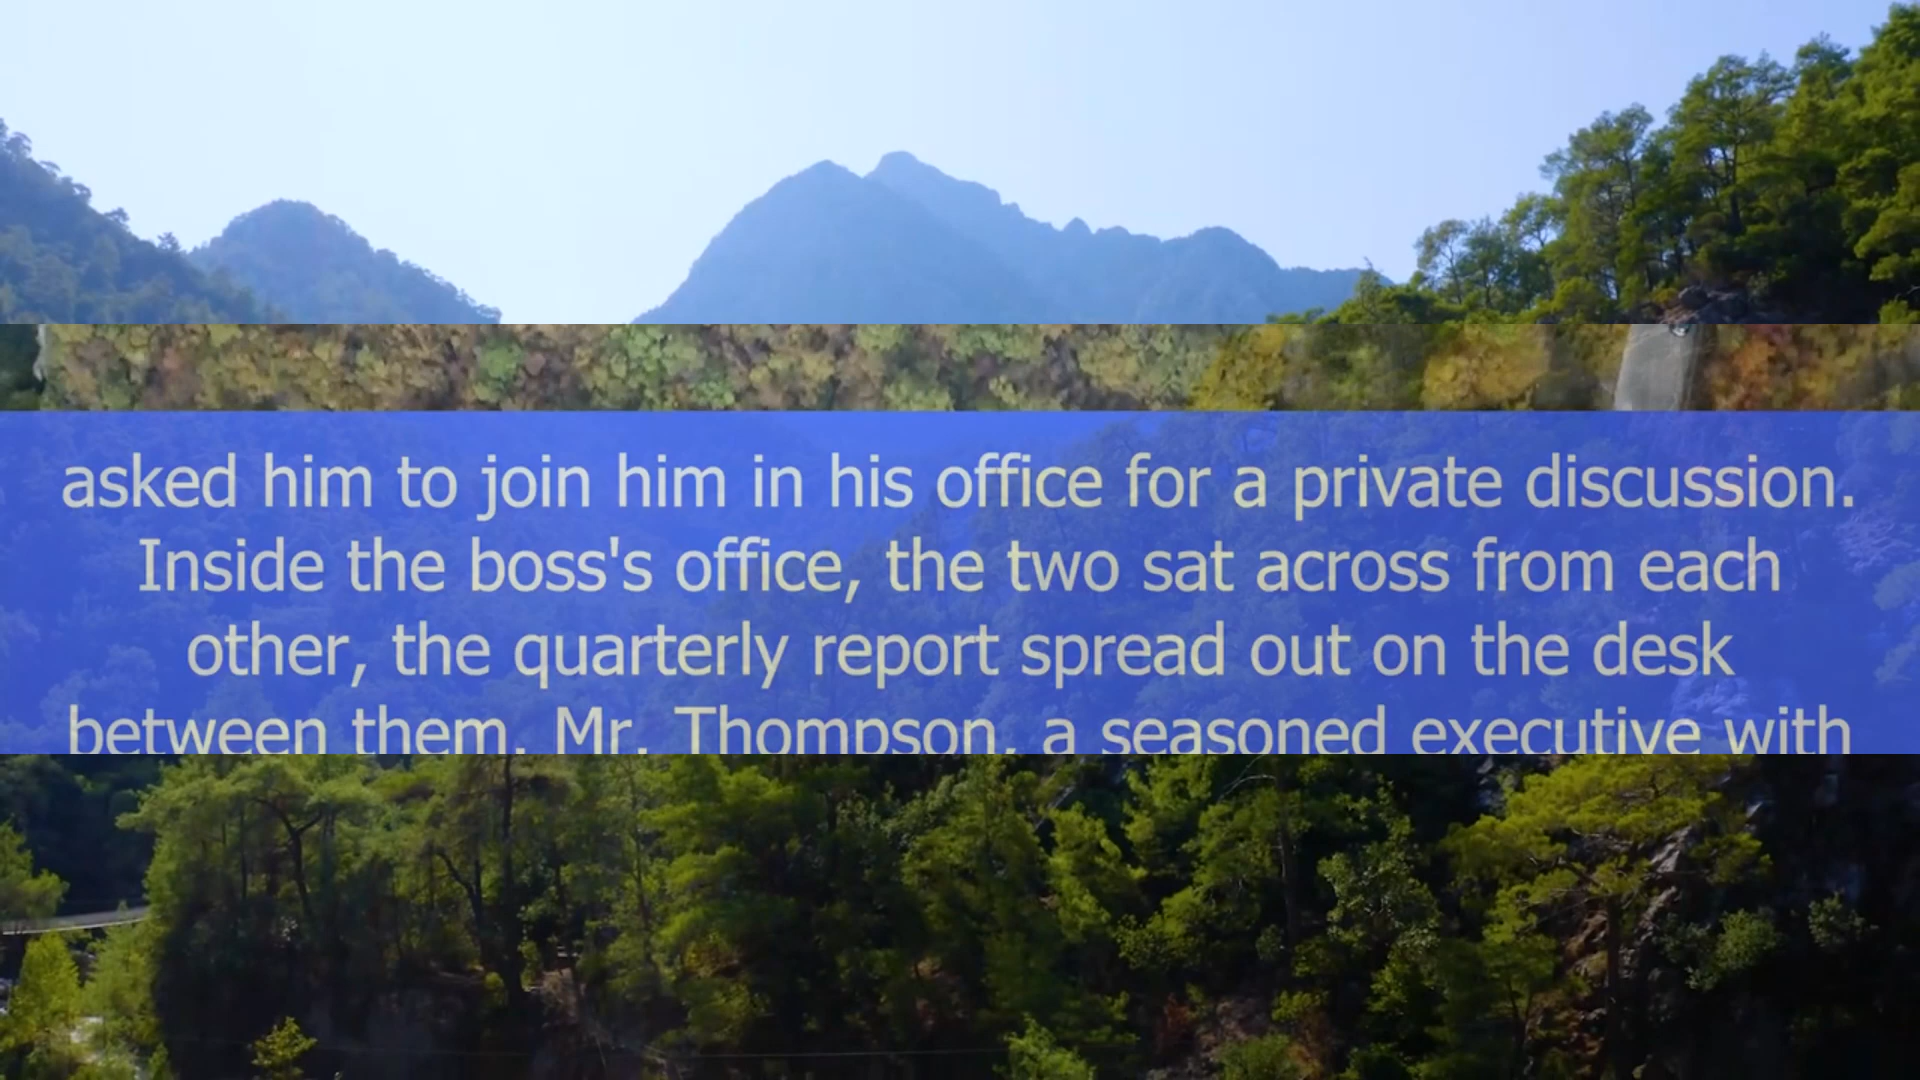 asked him to join him in his office for a private discussion.
Inside the boss's office, the two sat across from each
other, the quarterly report spread out on the desk
between them. Mr. Thompson, a seasoned executive with